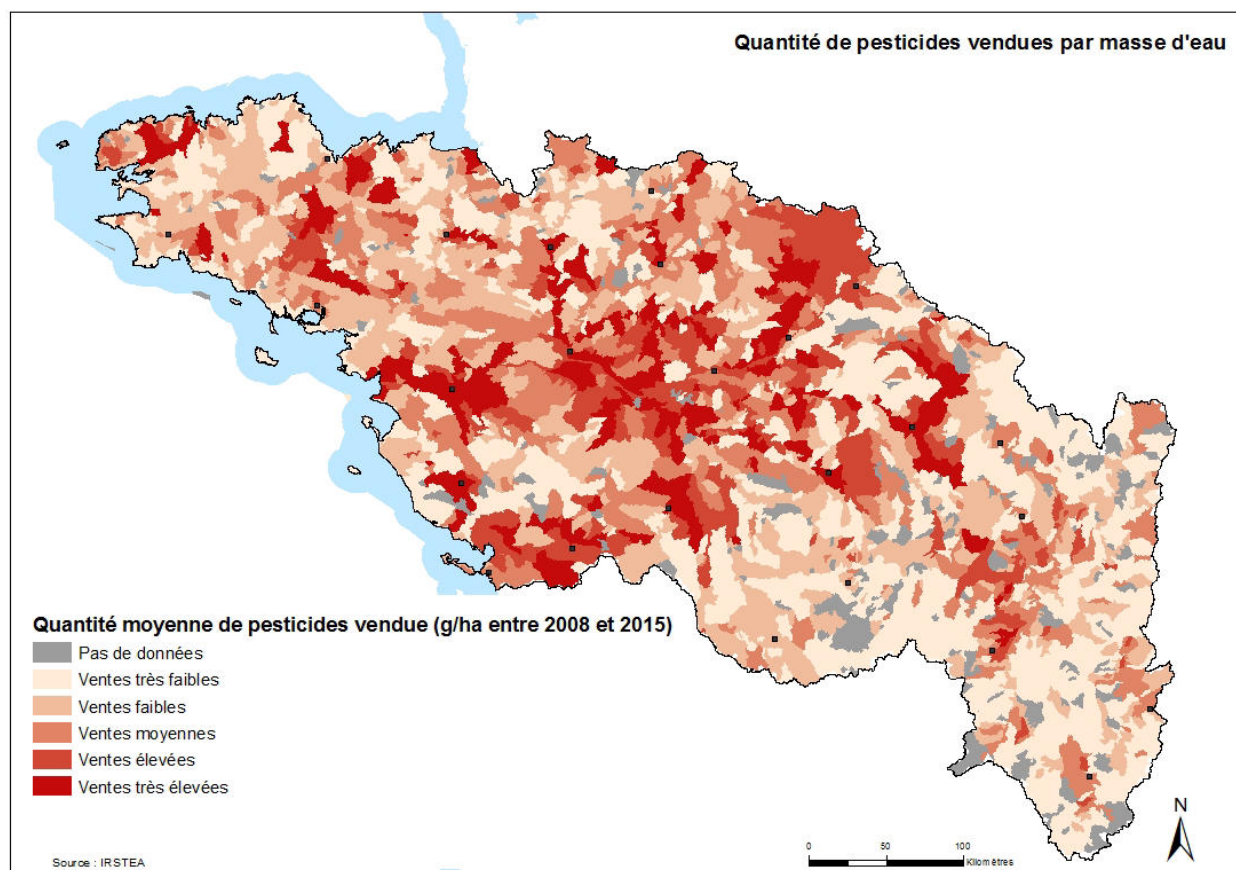 Quantité de pesticides vendues par masse d'eau
Quantité moyenne de pesticides vendue (g/ha entre 2008 et 2015)
Pas de données
Ventes très faibles
Ventes faibles
Ventes moyennes
Ventes élevées
Ventes très élevées
N
0 50 100
Kilomètres
Source : IRSTEA